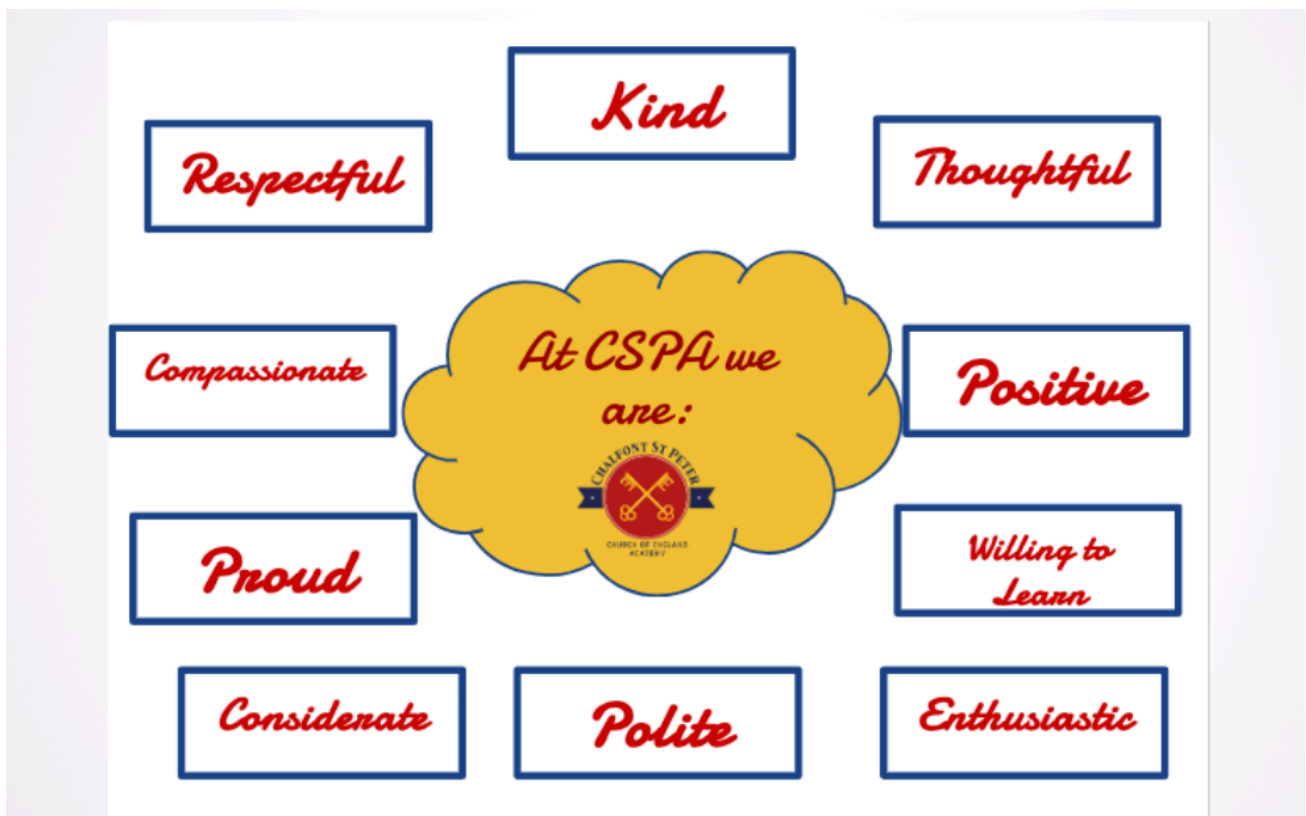 Kind
Respectful
Thoughtful
At CSPA we
are:
Compassionate
Positive
CHALFONT ST PETER
CHURCH OF ENGLAND
ACADEMY
Proud
Willing to
Learn
Considerate
Polite
Enthusiastic